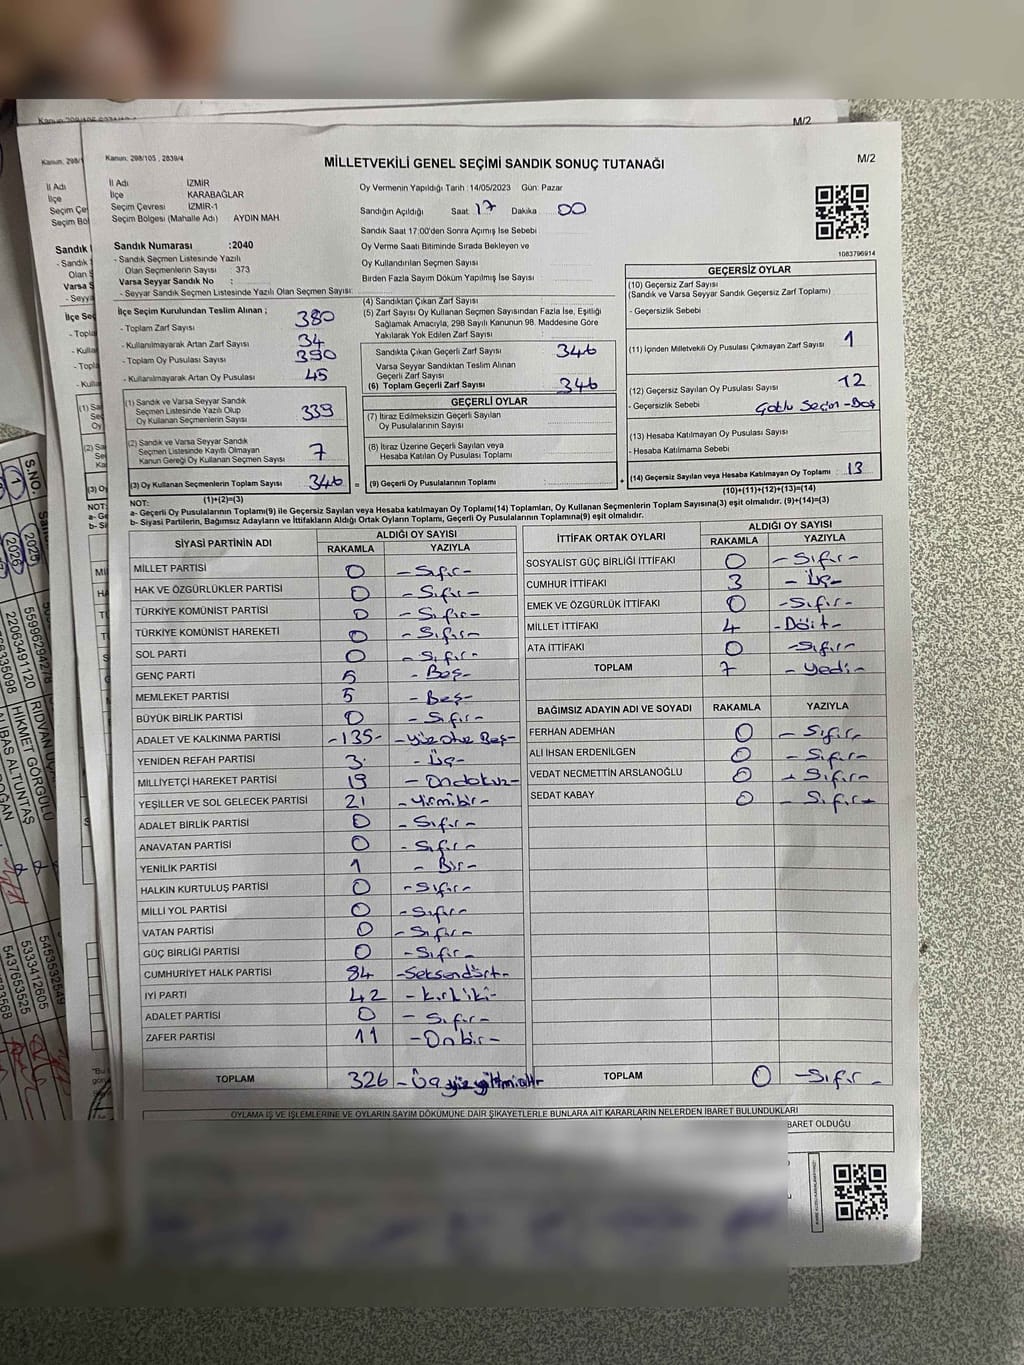 Kanun: 298/105 , 2839/4
MİLLETVEKİLİ GENEL SEÇİMİ SANDIK SONUÇ TUTANAĞI
M/2
İl Adı İZMİR
İlçe KARABAĞLAR
Seçim Çevresi İZMİR-1
Seçim Bölgesi (Mahalle Adı) AYDIN MAH
Oy Vermenin Yapıldığı Tarih : 14/05/2023 Gün: Pazar
Sandığın Açıldığı Saat 17 Dakika 00
Sandık Saat 17:00'den Sonra Açımış İse Sebebi
Oy Verme Saati Bitiminde Sırada Bekleyen ve
Oy Kullandırılan Seçmen Sayısı
Birden Fazla Sayım Döküm Yapılmış İse Sayısı
1083796914
Sandık Numarası :2040
- Sandık Seçmen Listesinde Yazılı
Olan Seçmenlerin Sayısı : 373
Varsa Seyyar Sandık No :
- Seyyar Sandık Seçmen Listesinde Yazılı Olan Seçmen Sayısı:
İlçe Seçim Kurulundan Teslim Alınan ;
- Toplam Zarf Sayısı 380
- Kullanılmayarak Artan Zarf Sayısı 34
- Toplam Oy Pusulası Sayısı 390
- Kullanılmayarak Artan Oy Pusulası 45
(1) Sandık ve Varsa Seyyar Sandık
Seçmen Listesinde Yazılı Olup
Oy Kullanan Seçmenlerin Sayısı 339
(2) Sandık ve Varsa Seyyar Sandık
Seçmen Listesinde Kayıtlı Olmayan
Kanun Gereği Oy Kullanan Seçmen Sayısı 7
(3) Oy Kullanan Seçmenlerin Toplam Sayısı 346 =
(1)+(2)=(3)
(4) Sandıktan Çıkan Zarf Sayısı :
(5) Zarf Sayısı Oy Kullanan Seçmen Sayısından Fazla İse, Eşitliği
Sağlamak Amacıyla, 298 Sayılı Kanunun 98. Maddesine Göre
Yakılarak Yok Edilen Zarf Sayısı :
Sandıkta Çıkan Geçerli Zarf Sayısı 346
Varsa Seyyar Sandıktan Teslim Alınan
Geçerli Zarf Sayısı
(6) Toplam Geçerli Zarf Sayısı 346
GEÇERLİ OYLAR
(7) İtiraz Edilmeksizin Geçerli Sayılan
Oy Pusulalarının Sayısı
(8) İtiraz Üzerine Geçerli Sayılan veya
Hesaba Katılan Oy Pusulası Toplamı
(9) Geçerli Oy Pusulalarının Toplamı : +
GEÇERSİZ OYLAR
(10) Geçersiz Zarf Sayısı
(Sandık ve Varsa Seyyar Sandık Geçersiz Zarf Toplamı)
- Geçersizlik Sebebi
(11) İçinden Milletvekili Oy Pusulası Çıkmayan Zarf Sayısı 1
(12) Geçersiz Sayılan Oy Pusulası Sayısı 12
- Geçersizlik Sebebi Çoklu Seçim-Boş
(13) Hesaba Katılmayan Oy Pusulası Sayısı
- Hesaba Katılmama Sebebi
(14) Geçersiz Sayılan veya Hesaba Katılmayan Oy Toplamı : 13
(10)+(11)+(12)+(13)=(14)
NOT:
a- Geçerli Oy Pusulalarının Toplamı(9) ile Geçersiz Sayılan veya Hesaba katılmayan Oy Toplamı(14) Toplamları, Oy Kullanan Seçmenlerin Toplam Sayısına(3) eşit olmalıdır. (9)+(14)=(3)
b- Siyasi Partilerin, Bağımsız Adayların ve İttifakların Aldığı Ortak Oyların Toplamı, Geçerli Oy Pusulalarının Toplamına(9) eşit olmalıdır.
SİYASİ PARTİNİN ADI ALDIĞI OY SAYISI
RAKAMLA YAZIYLA
MİLLET PARTİSİ 0 -Sıfır-
HAK VE ÖZGÜRLÜKLER PARTİSİ 0 -Sıfır-
TÜRKİYE KOMÜNİST PARTİSİ 0 -Sıfır-
TÜRKİYE KOMÜNİST HAREKETİ 0 -Sıfır-
SOL PARTİ 0 -Sıfır-
GENÇ PARTİ 5 -Beş-
MEMLEKET PARTİSİ 5 -Beş-
BÜYÜK BİRLİK PARTİSİ 0 -Sıfır-
ADALET VE KALKINMA PARTİSİ -135- -Yüz otuz Beş-
YENİDEN REFAH PARTİSİ 3 -Üç-
MİLLİYETÇİ HAREKET PARTİSİ 19 -Ondokuz-
YEŞİLLER VE SOL GELECEK PARTİSİ 21 -Yirmibir-
ADALET BİRLİK PARTİSİ 0 -Sıfır-
ANAVATAN PARTİSİ 0 -Sıfır-
YENİLİK PARTİSİ 1 -Bir-
HALKIN KURTULUŞ PARTİSİ 0 -Sıfır-
MİLLİ YOL PARTİSİ 0 -Sıfır-
VATAN PARTİSİ 0 -Sıfır-
GÜÇ BİRLİĞİ PARTİSİ 0 -Sıfır-
CUMHURİYET HALK PARTİSİ 84 -Seksendört-
İYİ PARTİ 42 -Kırkiki-
ADALET PARTİSİ 0 -Sıfır-
ZAFER PARTİSİ 11 -Onbir-
TOPLAM 326
İTTİFAK ORTAK OYLARI ALDIĞI OY SAYISI
RAKAMLA YAZIYLA
SOSYALİST GÜÇ BİRLİĞİ İTTİFAKI 0 -Sıfır-
CUMHUR İTTİFAKI 3 -Üç-
EMEK VE ÖZGÜRLÜK İTTİFAKI 0 -Sıfır-
MİLLET İTTİFAKI 4 -Dört-
ATA İTTİFAKI 0 -Sıfır-
TOPLAM 7 -Yedi-
BAĞIMSIZ ADAYIN ADI VE SOYADI RAKAMLA YAZIYLA
FERHAN ADEMHAN 0 -Sıfır
ALİ İHSAN ERDENİLGEN 0 -Sıfır-
VEDAT NECMETTİN ARSLANOĞLU 0 -Sıfır-
SEDAT KABAY 0 -Sıfır-
TOPLAM 0 -Sıfır-
OYLAMA İŞ VE İŞLEMLERİNE VE OYLARIN SAYIM DÖKÜMÜNE DAİR ŞİKAYETLERLE BUNLARA AİT KARARLARIN NELERDEN İBARET BULUNDUKLARI
BARET OLDUĞU